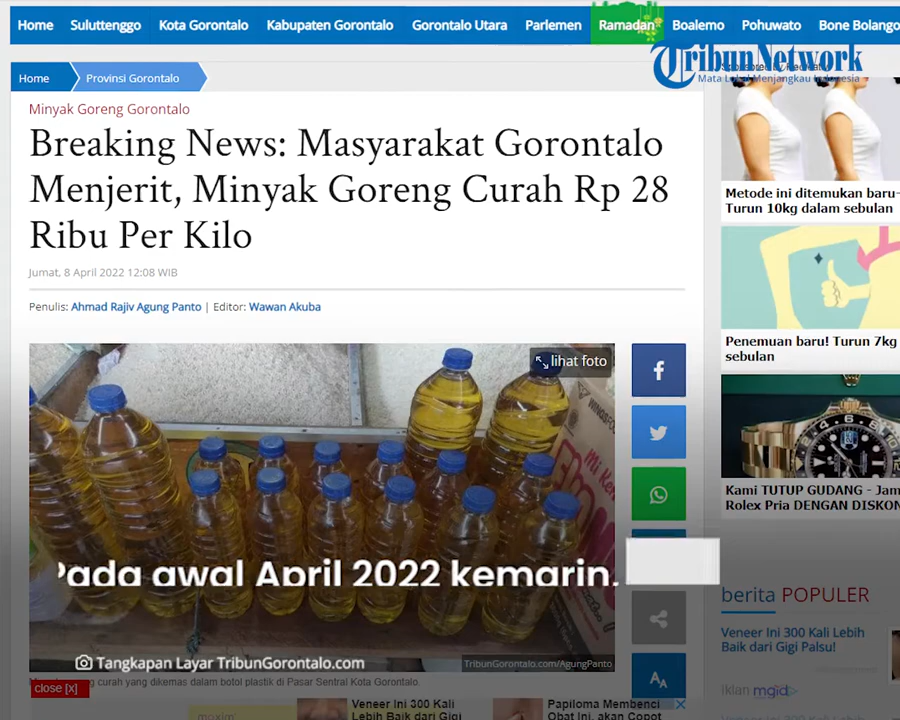 Home Suluttenggo Kota Gorontalo Kabupaten Gorontalo Gorontalo Utara Parlemen Ramadan Boalemo Pohuwato Bone Bolango
TribunNetwork
Mata Lokal Menjangkau Indonesia
Home Provinsi Gorontalo
Minyak Goreng Gorontalo
Breaking News: Masyarakat Gorontalo
Menjerit, Minyak Goreng Curah Rp 28
Ribu Per Kilo
Jumat, 8 April 2022 12:08 WIB
Penulis: Ahmad Rajiv Agung Panto | Editor: Wawan Akuba
lihat foto
Pada awal April 2022 kemarin.
Tangkapan Layar TribunGorontalo.com
TribunGorontalo.com/AgungPanto
curah yang dikemas dalam botol plastik di Pasar Sentral Kota Gorontalo.
close [x]
maxim
Veneer Ini 300 Kali
Lebih Baik dari Gigi
Papiloma Membenci
Obat Ini, akan Copot
Metode ini ditemukan baru-
Turun 10kg dalam sebulan
Penemuan baru! Turun 7kg
sebulan
Kami TUTUP GUDANG - Jam
Rolex Pria DENGAN DISKON
berita POPULER
Veneer Ini 300 Kali Lebih
Baik dari Gigi Palsu!
Iklan mgid